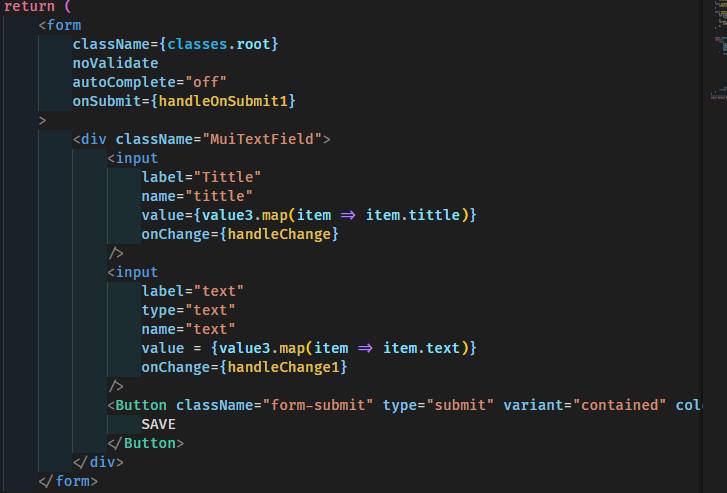 return (
<form
className={classes.root}
noValidate
autoComplete="off"
onSubmit={handleOnSubmit1}
>
<div className="MuiTextField">
<input
label="Tittle"
name="tittle"
value={value3.map(item => item.tittle)}
onChange={handleChange}
/>
<input
label="text"
type="text"
name="text"
value = {value3.map(item => item.text)}
onChange={handleChange1}
/>
<Button className="form-submit" type="submit" variant="contained" col
SAVE
</Button>
</div>
</form>